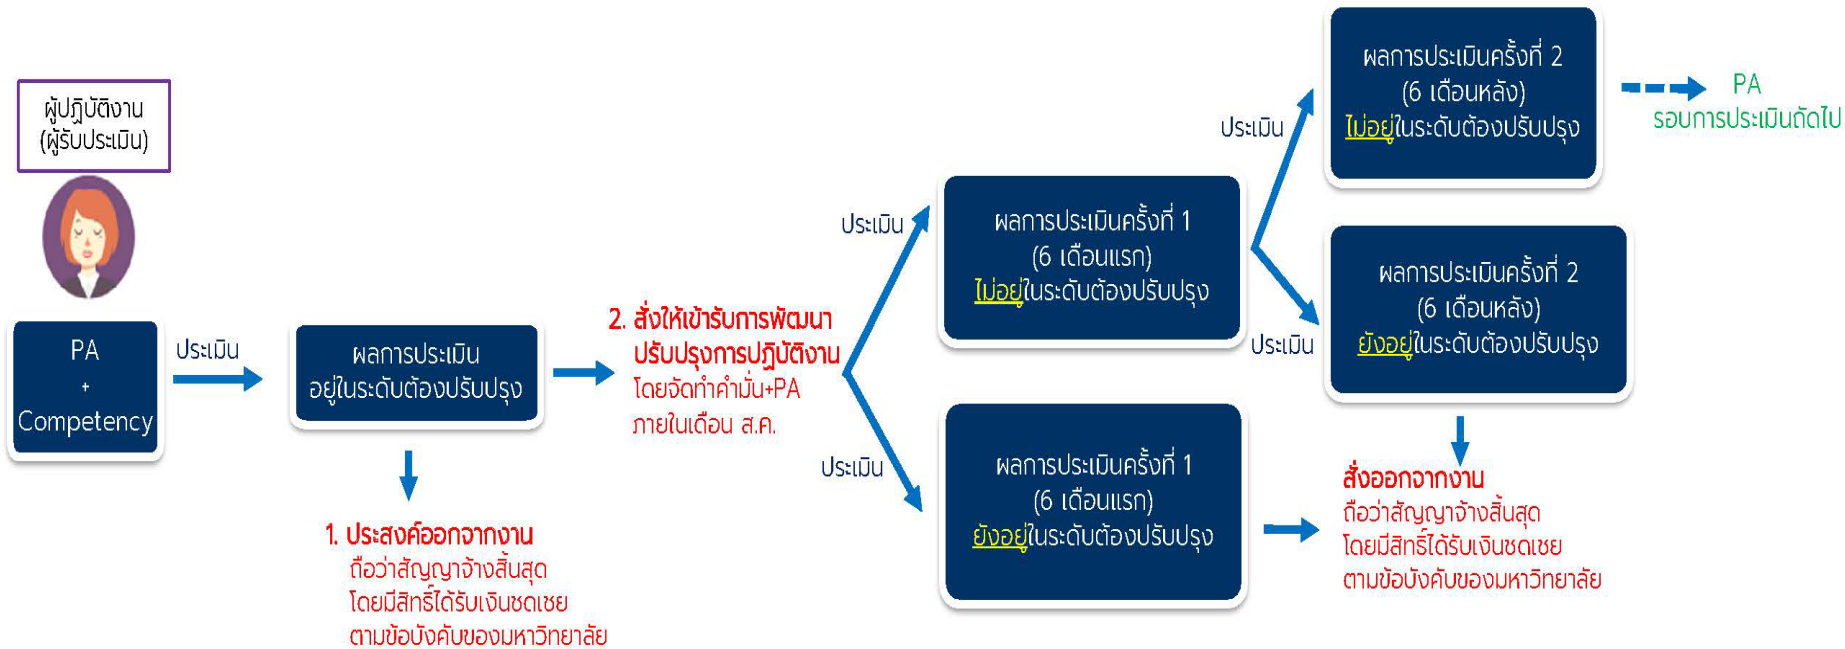 ผู้ปฏิบัติงาน
(ผู้รับประเมิน)
PA
+
Competency
ประเมิน
ผลการประเมิน
อยู่ในระดับต้องปรับปรุง
1. ประสงค์ออกจากงาน
ถือว่าสัญญาจ้างสิ้นสุด
โดยมีสิทธิ์ได้รับเงินชดเชย
ตามข้อบังคับของมหาวิทยาลัย
2. สั่งให้เข้ารับการพัฒนา
ปรับปรุงการปฏิบัติงาน
โดยจัดทำคำมั่น+PA
ภายในเดือน ส.ค.
ประเมิน
ผลการประเมินครั้งที่ 1
(6 เดือนแรก)
ไม่อยู่ในระดับต้องปรับปรุง
ประเมิน
ผลการประเมินครั้งที่ 1
(6 เดือนแรก)
ยังอยู่ในระดับต้องปรับปรุง
ประเมิน
ผลการประเมินครั้งที่ 2
(6 เดือนหลัง)
ไม่อยู่ในระดับต้องปรับปรุง
PA
รอบการประเมินถัดไป
ประเมิน
ผลการประเมินครั้งที่ 2
(6 เดือนหลัง)
ยังอยู่ในระดับต้องปรับปรุง
สั่งออกจากงาน
ถือว่าสัญญาจ้างสิ้นสุด
โดยมีสิทธิ์ได้รับเงินชดเชย
ตามข้อบังคับของมหาวิทยาลัย